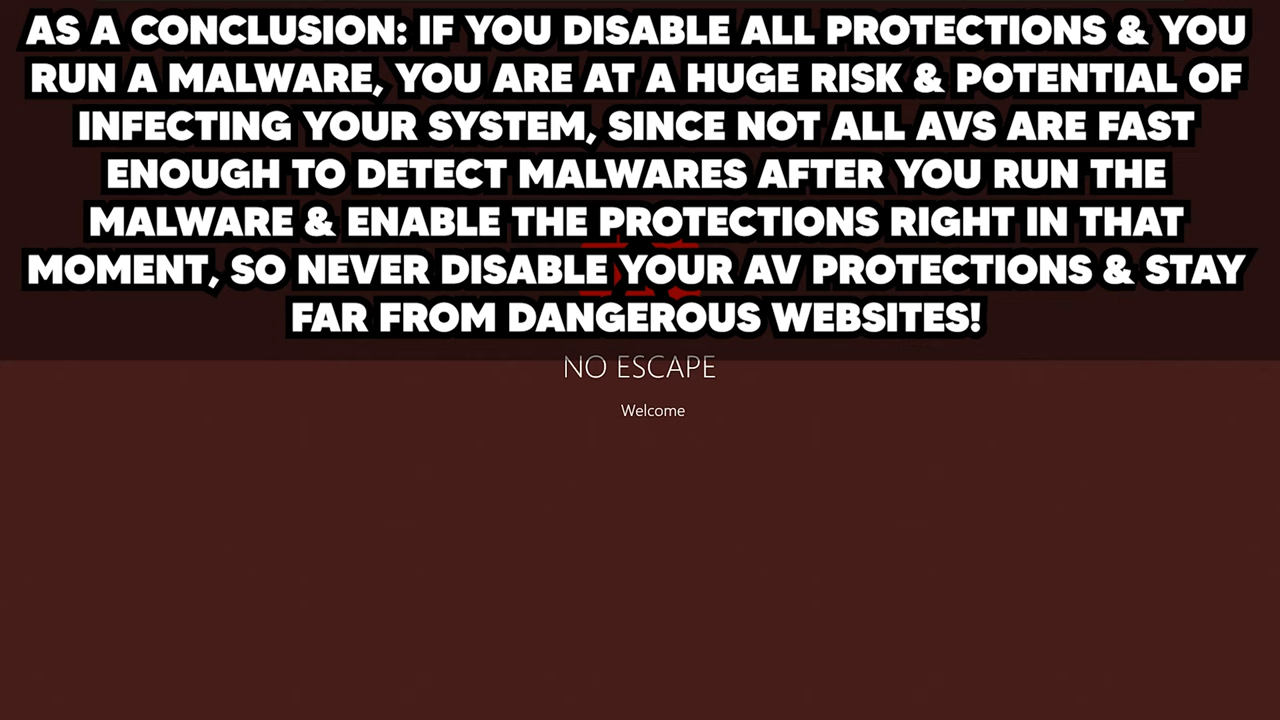 AS A CONCLUSION: IF YOU DISABLE ALL PROTECTIONS & YOU
RUN A MALWARE, YOU ARE AT A HUGE RISK & POTENTIAL OF
INFECTING YOUR SYSTEM, SINCE NOT ALL AVS ARE FAST
ENOUGH TO DETECT MALWARES AFTER YOU RUN THE
MALWARE & ENABLE THE PROTECTIONS RIGHT IN THAT
MOMENT, SO NEVER DISABLE YOUR AV PROTECTIONS & STAY
FAR FROM DANGEROUS WEBSITES!
NO ESCAPE
Welcome